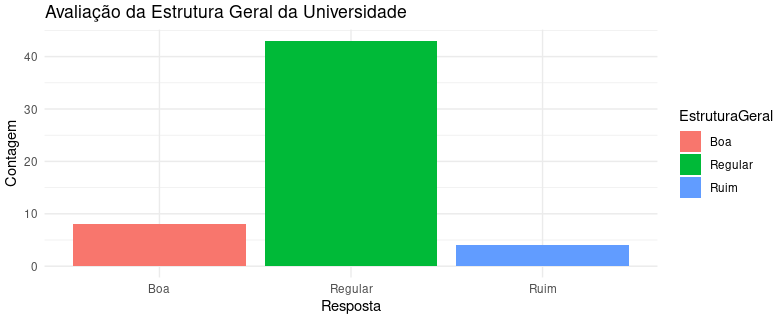 Avaliação da Estrutura Geral da Universidade
Contagem
40
30
20
10
0
Boa
Regular
Ruim
Resposta
EstruturaGeral
Boa
Regular
Ruim